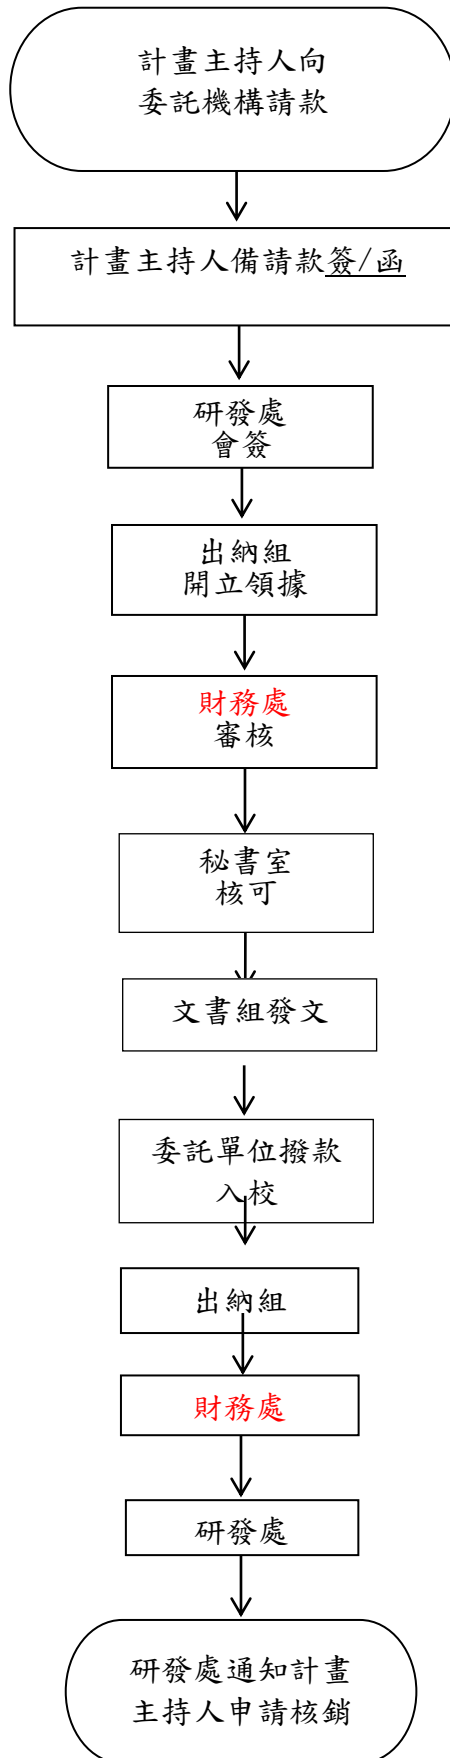 計畫主持人向
委託機構請款
計畫主持人備請款簽/函
研發處
會簽
出納組
開立領據
財務處
審核
秘書室
核可
文書組發文
委託單位撥款
入校
出納組
財務處
研發處
研發處通知計畫
主持人申請核銷